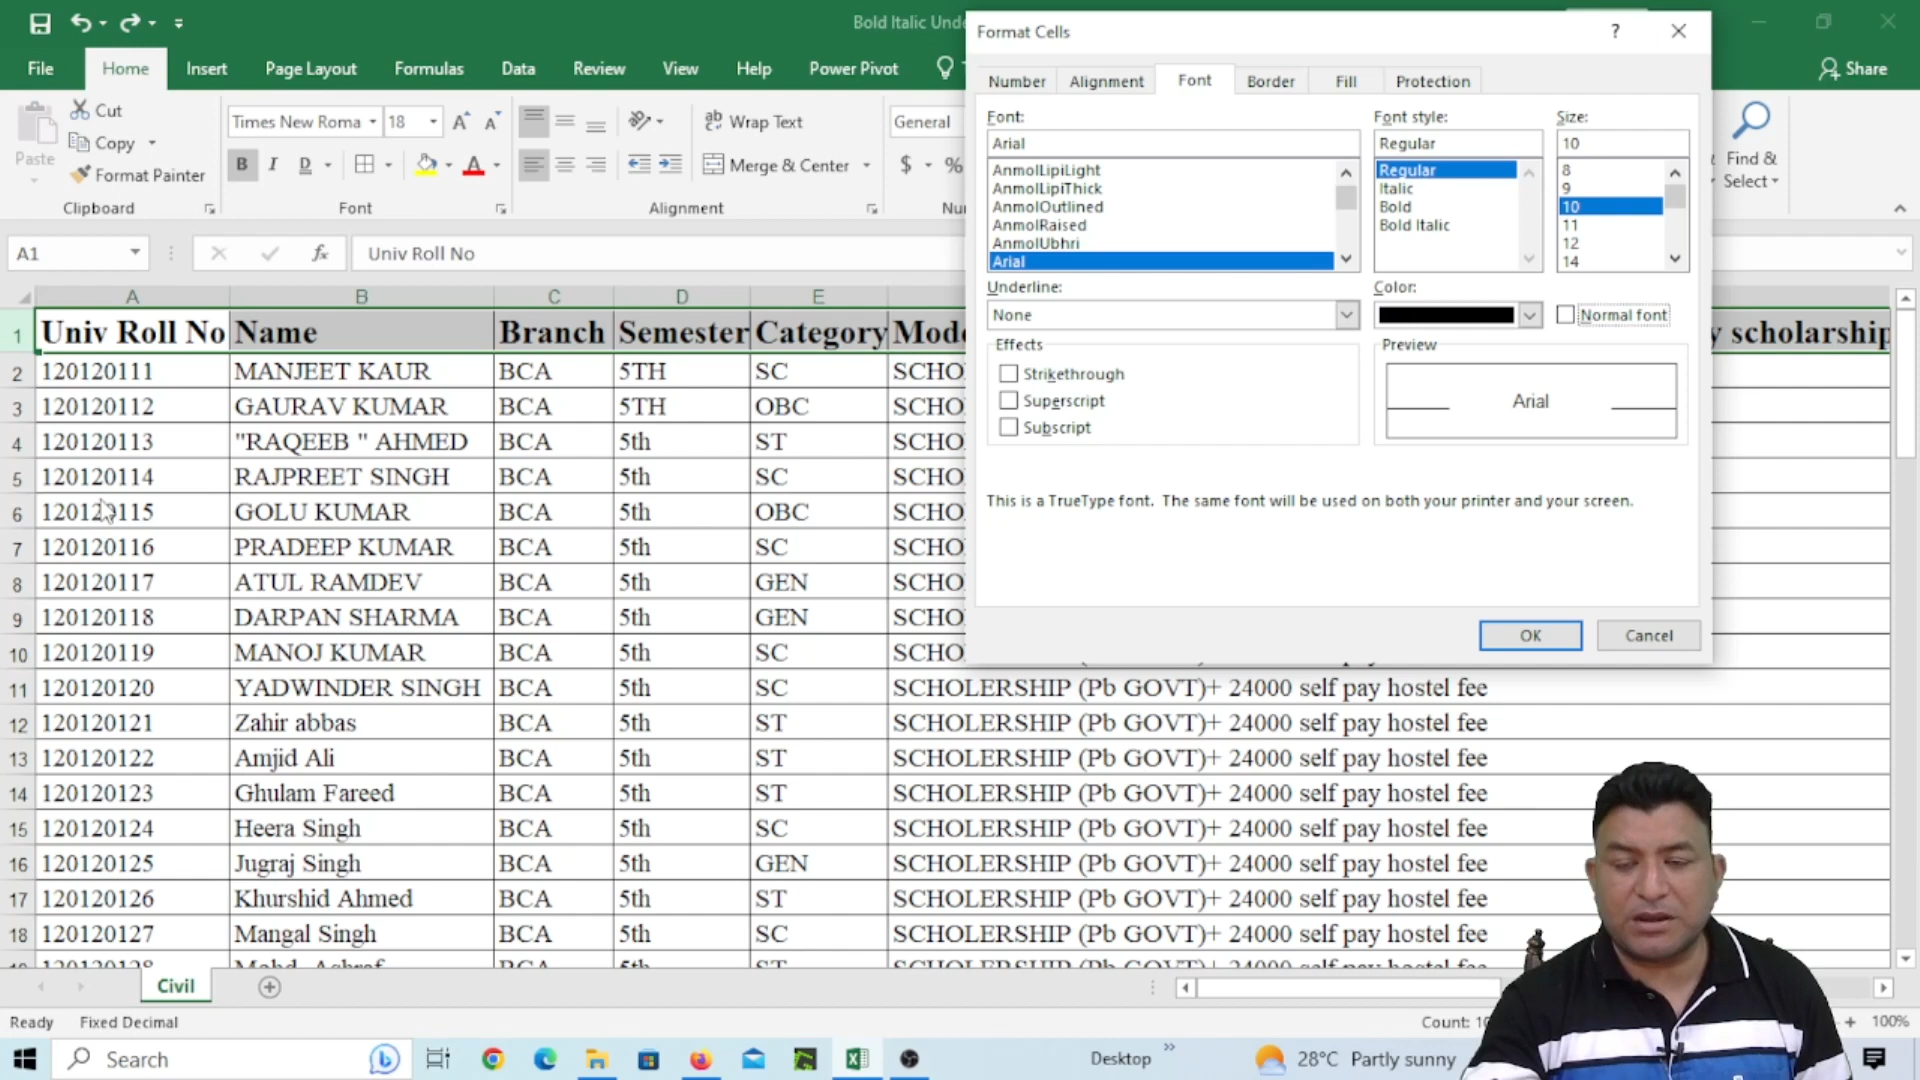 Bold Italic Unde
File Home Insert Page Layout Formulas Data Review View Help Power Pivot Share
Paste
Cut
Copy
Format Painter
Clipboard
Times New Roma 18
B I D
Font
Wrap Text
Merge & Center
Alignment
General
$ %
Find &
Select
A1 fx Univ Roll No
A B C D E
1 Univ Roll No Name Branch Semester Category scholarship
2 120120111 MANJEET KAUR BCA 5TH SC SCHO
3 120120112 GAURAV KUMAR BCA 5TH OBC SCHO
4 120120113 "RAQEEB " AHMED BCA 5th ST SCHO
5 120120114 RAJPREET SINGH BCA 5th SC SCHO
6 120120115 GOLU KUMAR BCA 5th OBC SCHO
7 120120116 PRADEEP KUMAR BCA 5th SC SCHO
8 120120117 ATUL RAMDEV BCA 5th GEN SCHO
9 120120118 DARPAN SHARMA BCA 5th GEN SCHO
10 120120119 MANOJ KUMAR BCA 5th SC SCHO
11 120120120 YADWINDER SINGH BCA 5th SC SCHOLERSHIP (Pb GOVT)+ 24000 self pay hostel fee
12 120120121 Zahir abbas BCA 5th ST SCHOLERSHIP (Pb GOVT)+ 24000 self pay hostel fee
13 120120122 Amjid Ali BCA 5th ST SCHOLERSHIP (Pb GOVT)+ 24000 self pay hostel fee
14 120120123 Ghulam Fareed BCA 5th ST SCHOLERSHIP (Pb GOVT)+ 24000 self pay hostel fee
15 120120124 Heera Singh BCA 5th SC SCHOLERSHIP (Pb GOVT)+ 24000 self pay hostel fee
16 120120125 Jugraj Singh BCA 5th GEN SCHOLERSHIP (Pb GOVT)+ 24000 self pay hostel fee
17 120120126 Khurshid Ahmed BCA 5th ST SCHOLERSHIP (Pb GOVT)+ 24000 self pay hostel fee
18 120120127 Mangal Singh BCA 5th SC SCHOLERSHIP (Pb GOVT)+ 24000 self pay hostel fee
Format Cells ?
Number Alignment Font Border Fill Protection
Font: Font style: Size:
Arial Regular 10
AnmolLipiLight Regular 8
AnmolLipiThick Italic 9
AnmolOutlined Bold 10
AnmolRaised Bold Italic 11
AnmolUbhri 12
Arial 14
Underline: Color:
None Normal font
Effects Preview
Strikethrough
Superscript Arial
Subscript
This is a TrueType font. The same font will be used on both your printer and your screen.
OK Cancel
Civil
Ready Fixed Decimal 100%
Search Desktop 28°C Partly sunny